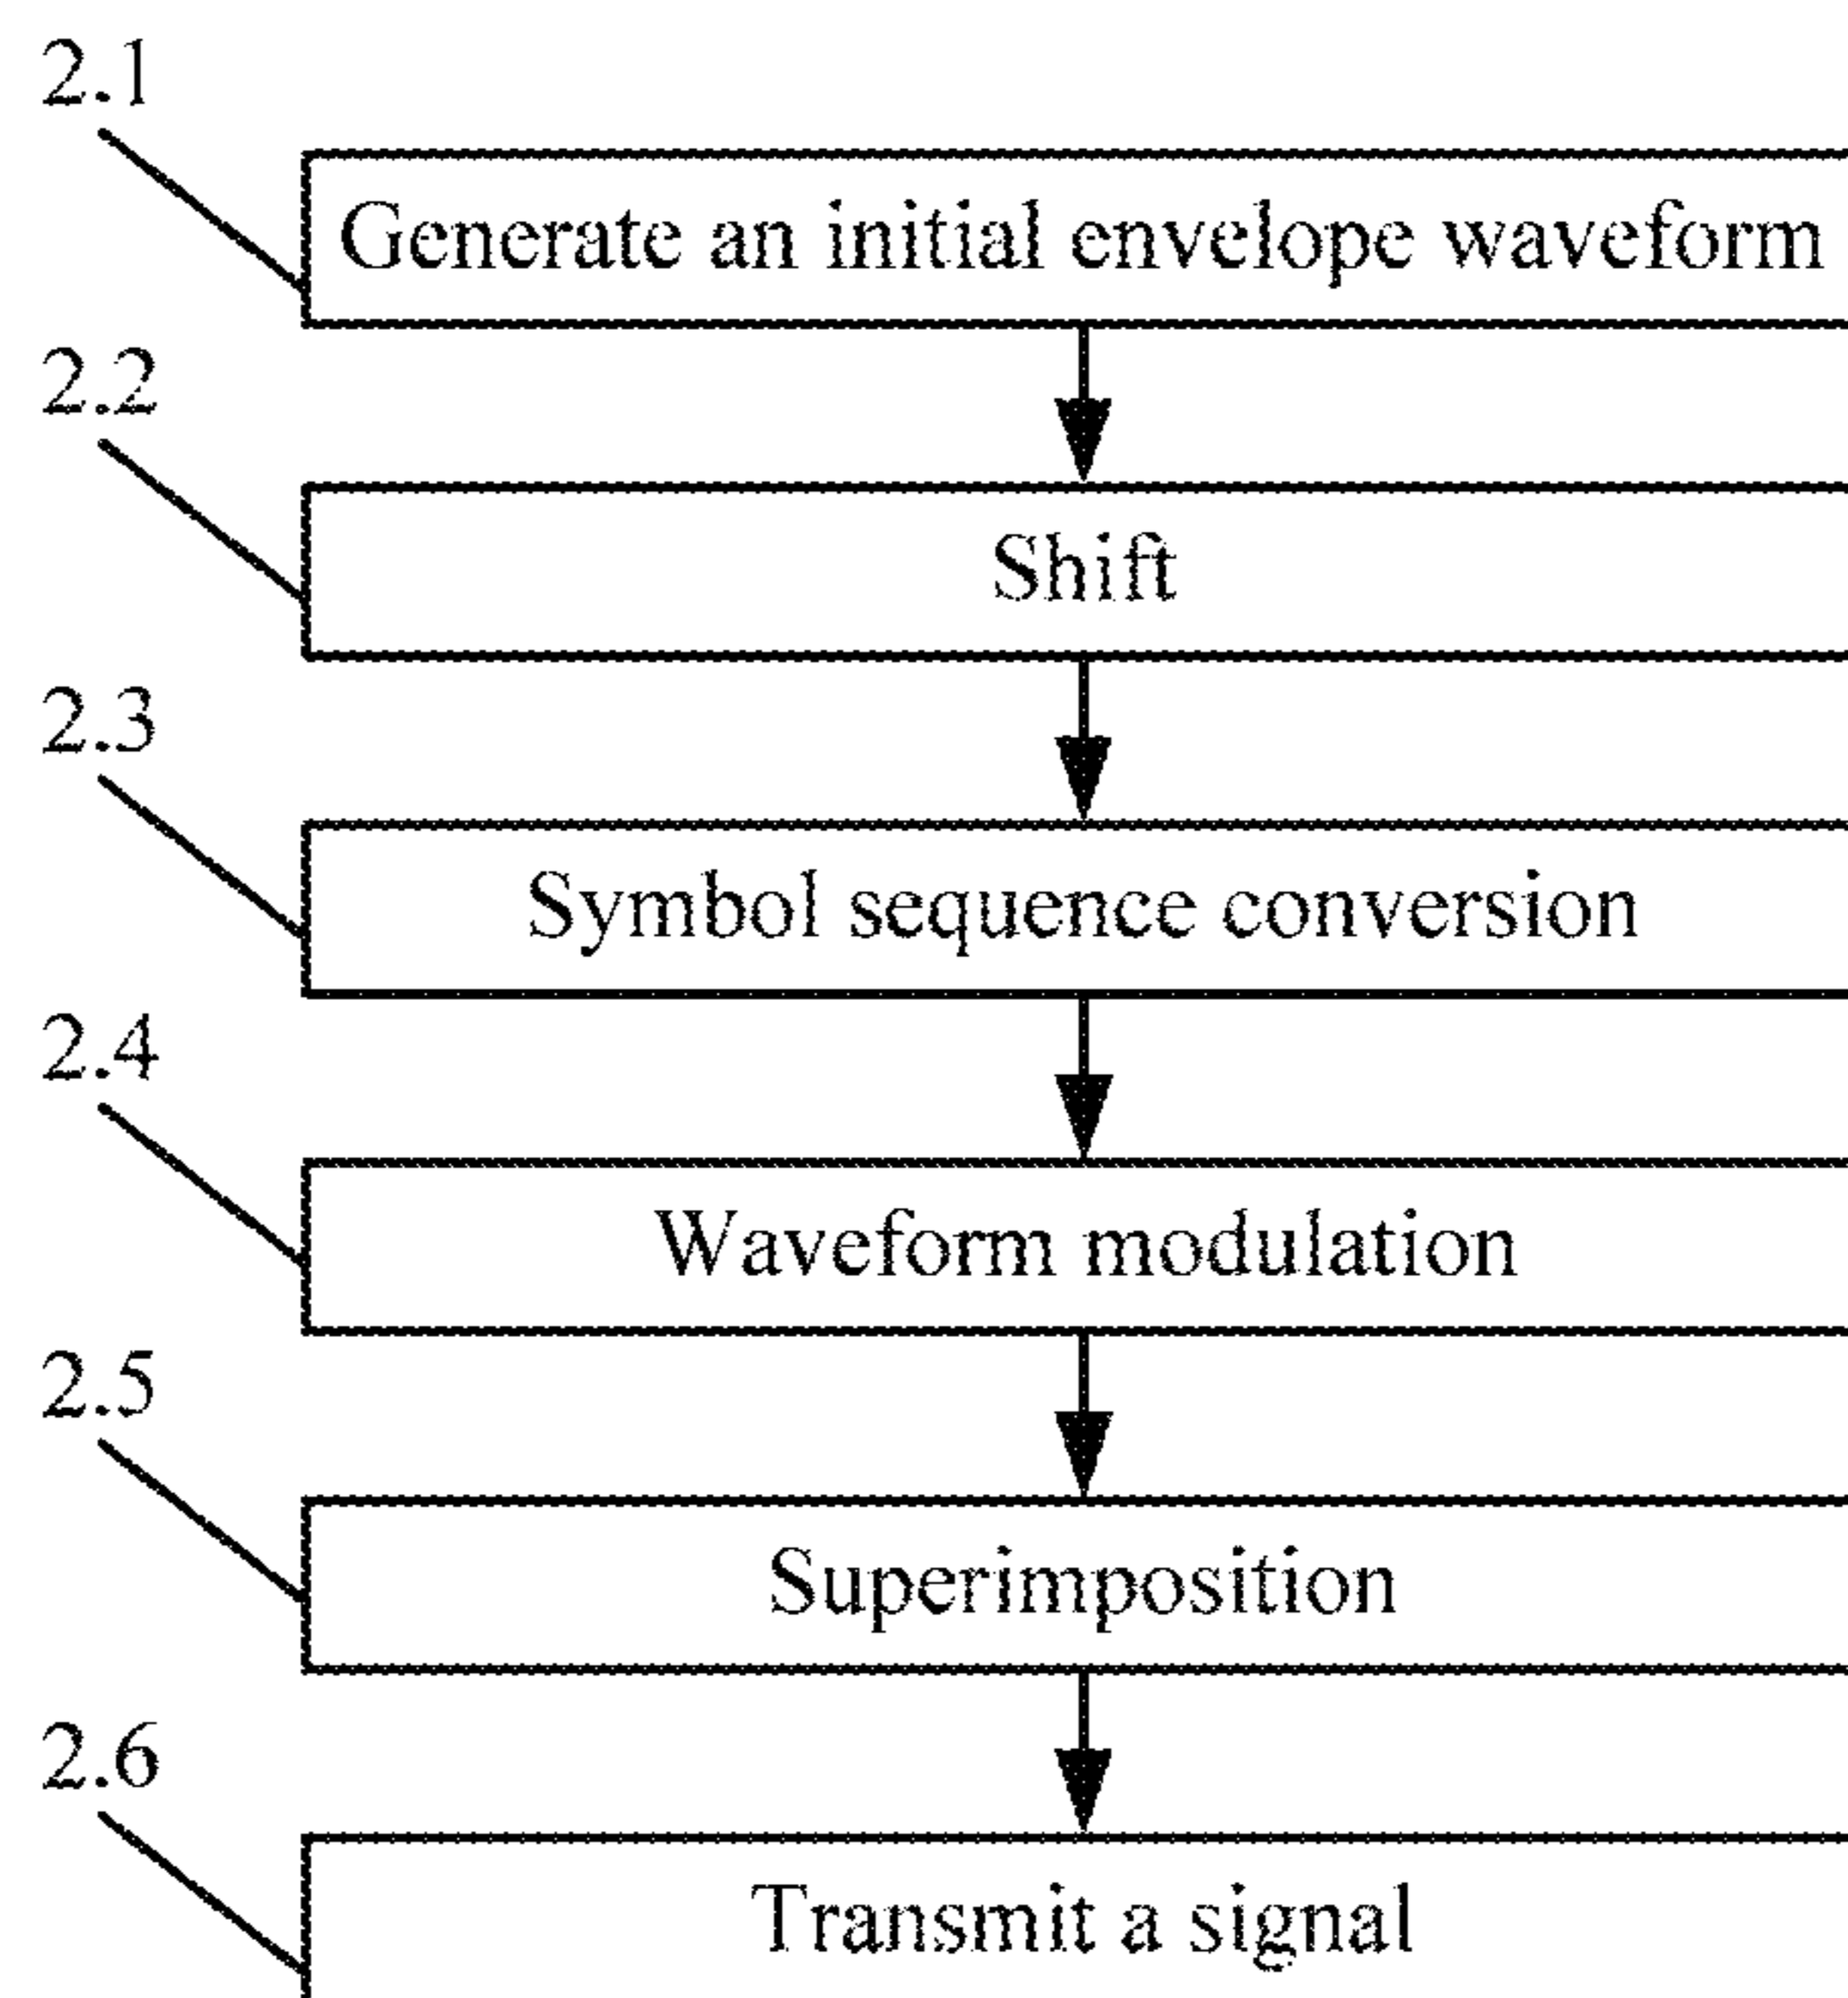 2.1
Generate an initial envelope waveform
2.2
Shift
2.3
Symbol sequence conversion
2.4
Waveform modulation
2.5
Superimposition
2.6
Transmit a signal